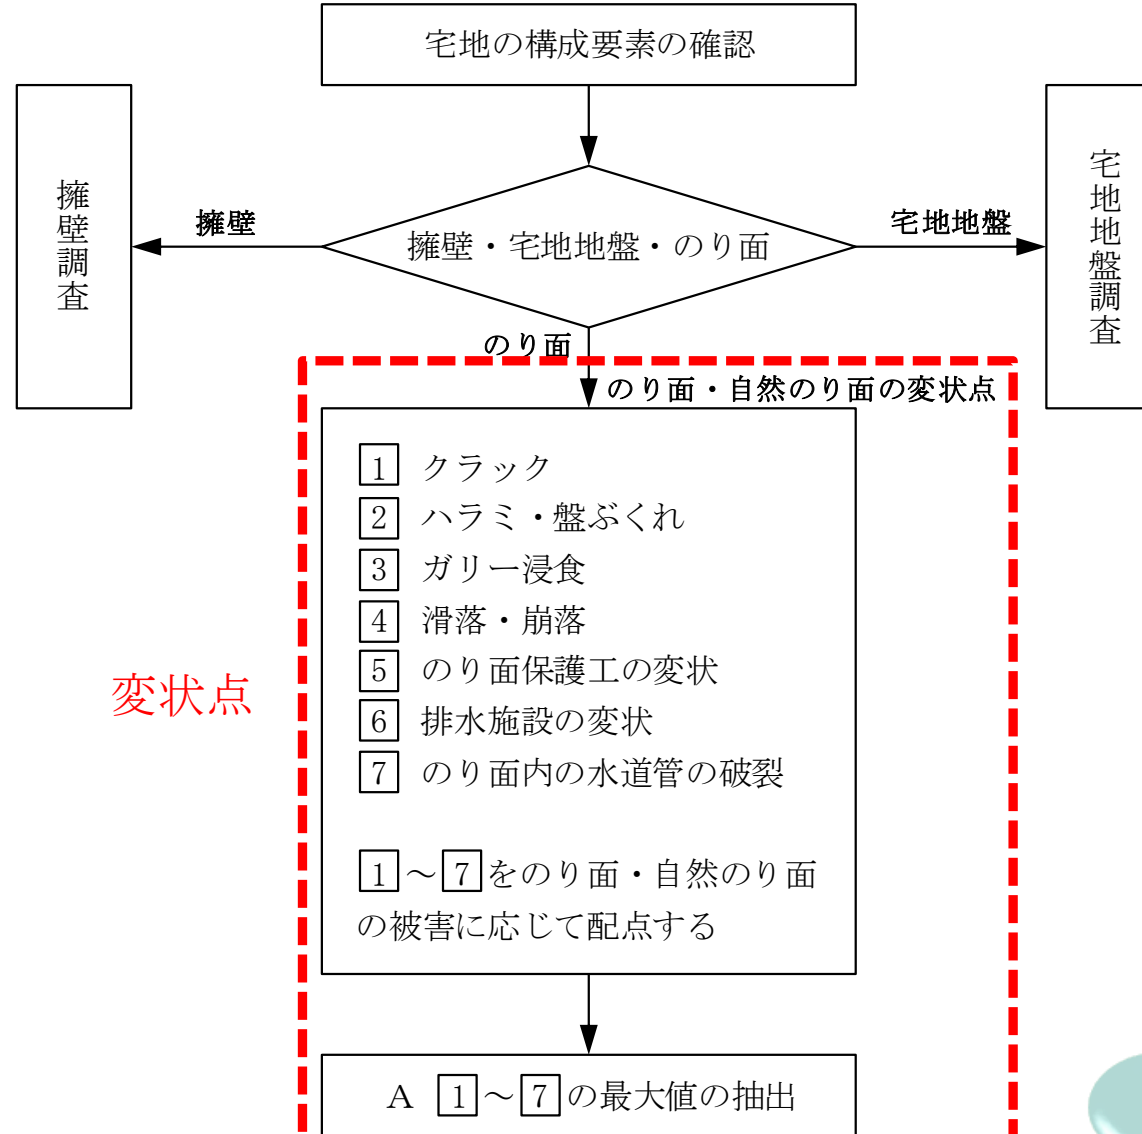 宅地の構成要素の確認
擁壁・宅地地盤・のり面
擁壁
擁壁調査
宅地地盤
宅地地盤調査
のり面
のり面・自然のり面の変状点
変状点
1 クラック
2 ハラミ・盤ぶくれ
3 ガリー浸食
4 滑落・崩落
5 のり面保護工の変状
6 排水施設の変状
7 のり面内の水道管の破裂
1～7をのり面・自然のり面
の被害に応じて配点する
A 1～7の最大値の抽出